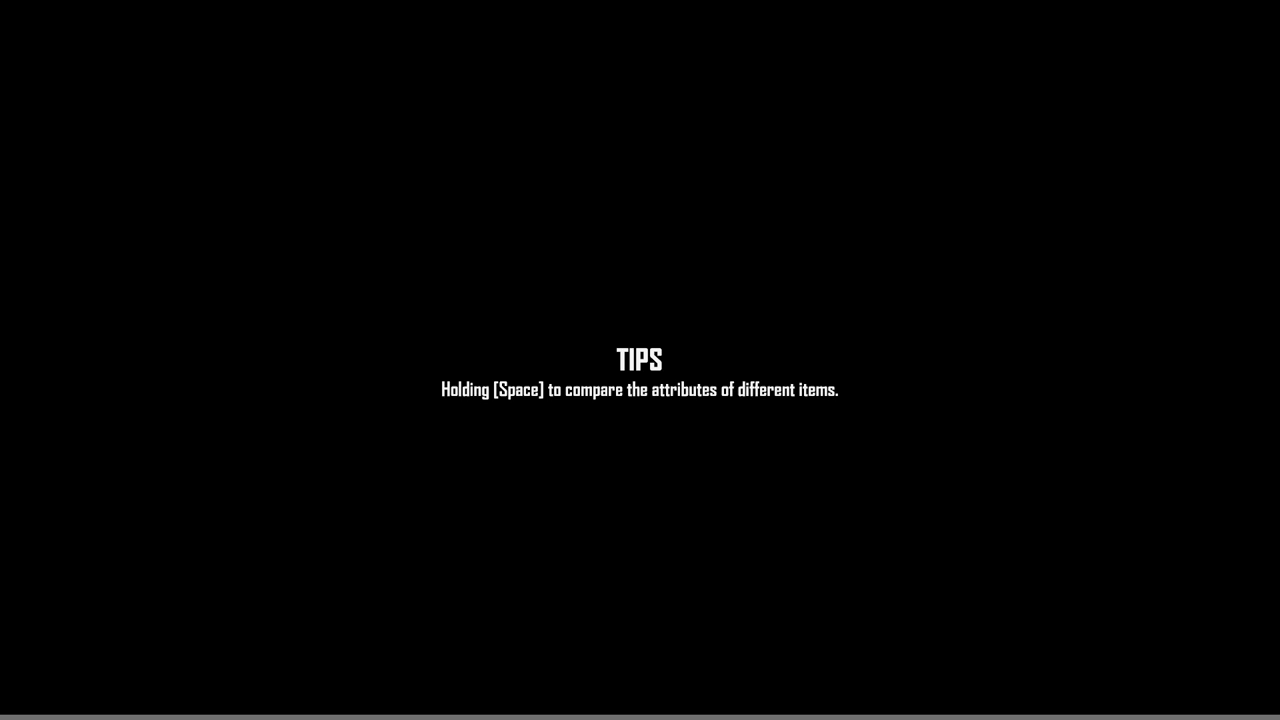 TIPS
Holding [Space] to compare the attributes of different items.